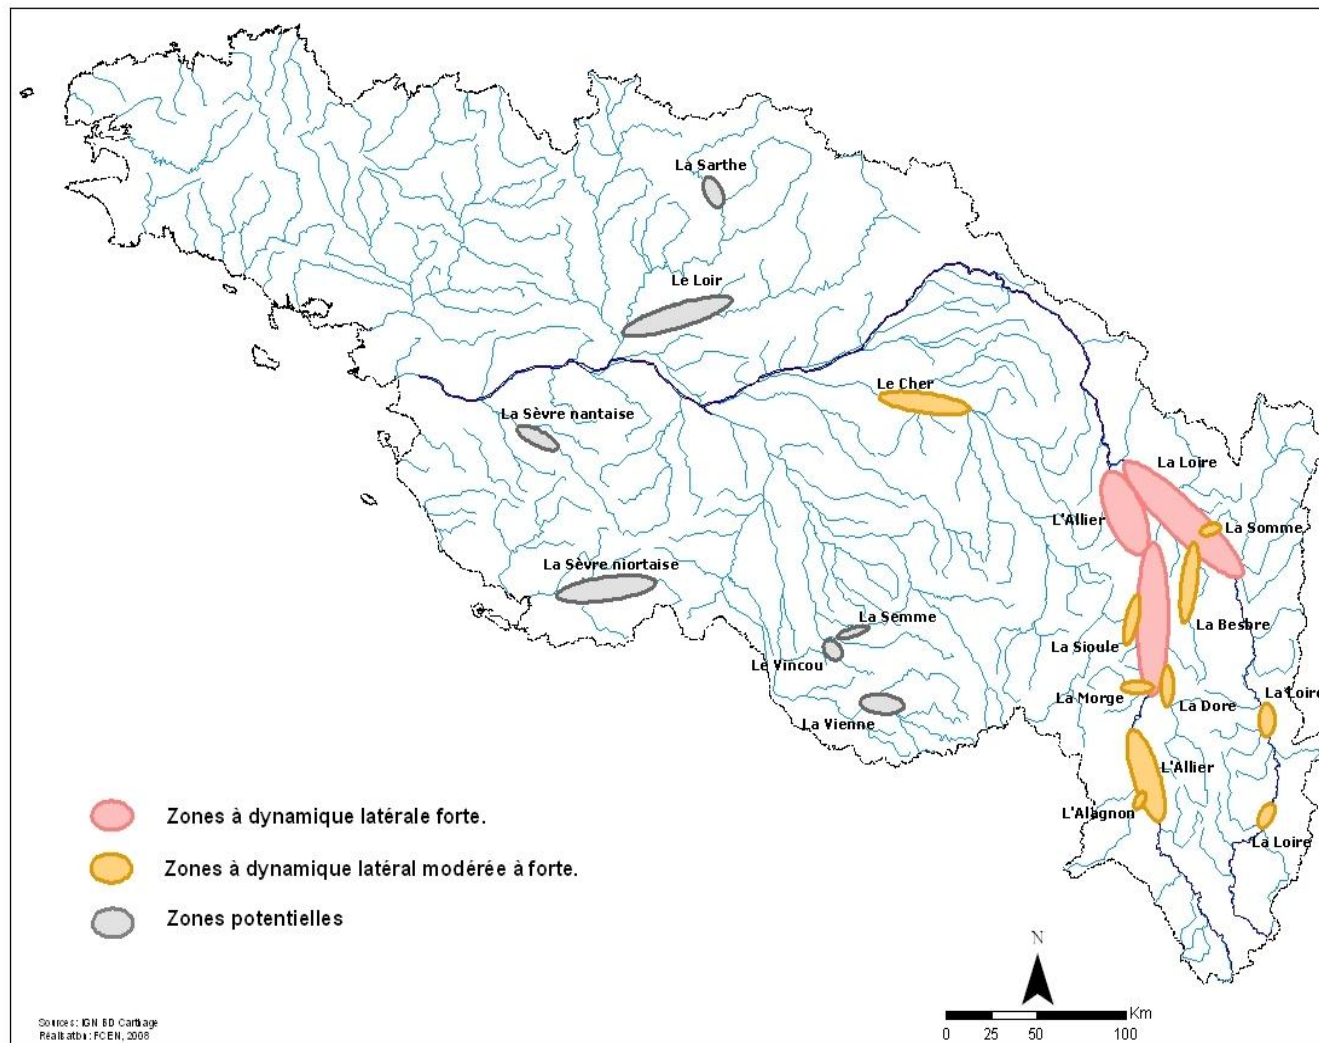 La Sarthe
Le Loir
Le Cher
La Sèvre nantaise
La Loire
L'Allier
La Somme
La Sèvre niortaise
La Semme
La Besbre
La Sioule
Le Vincou
La Morge
La Dore
La Loire
La Vienne
L'Allier
L'Alagnon
La Loire
Zones à dynamique latérale forte.
Zones à dynamique latéral modérée à forte.
Zones potentielles
N
Km
0 25 50 100
Sources: IGN BD Carthage
Réalisation: FCEN, 2008